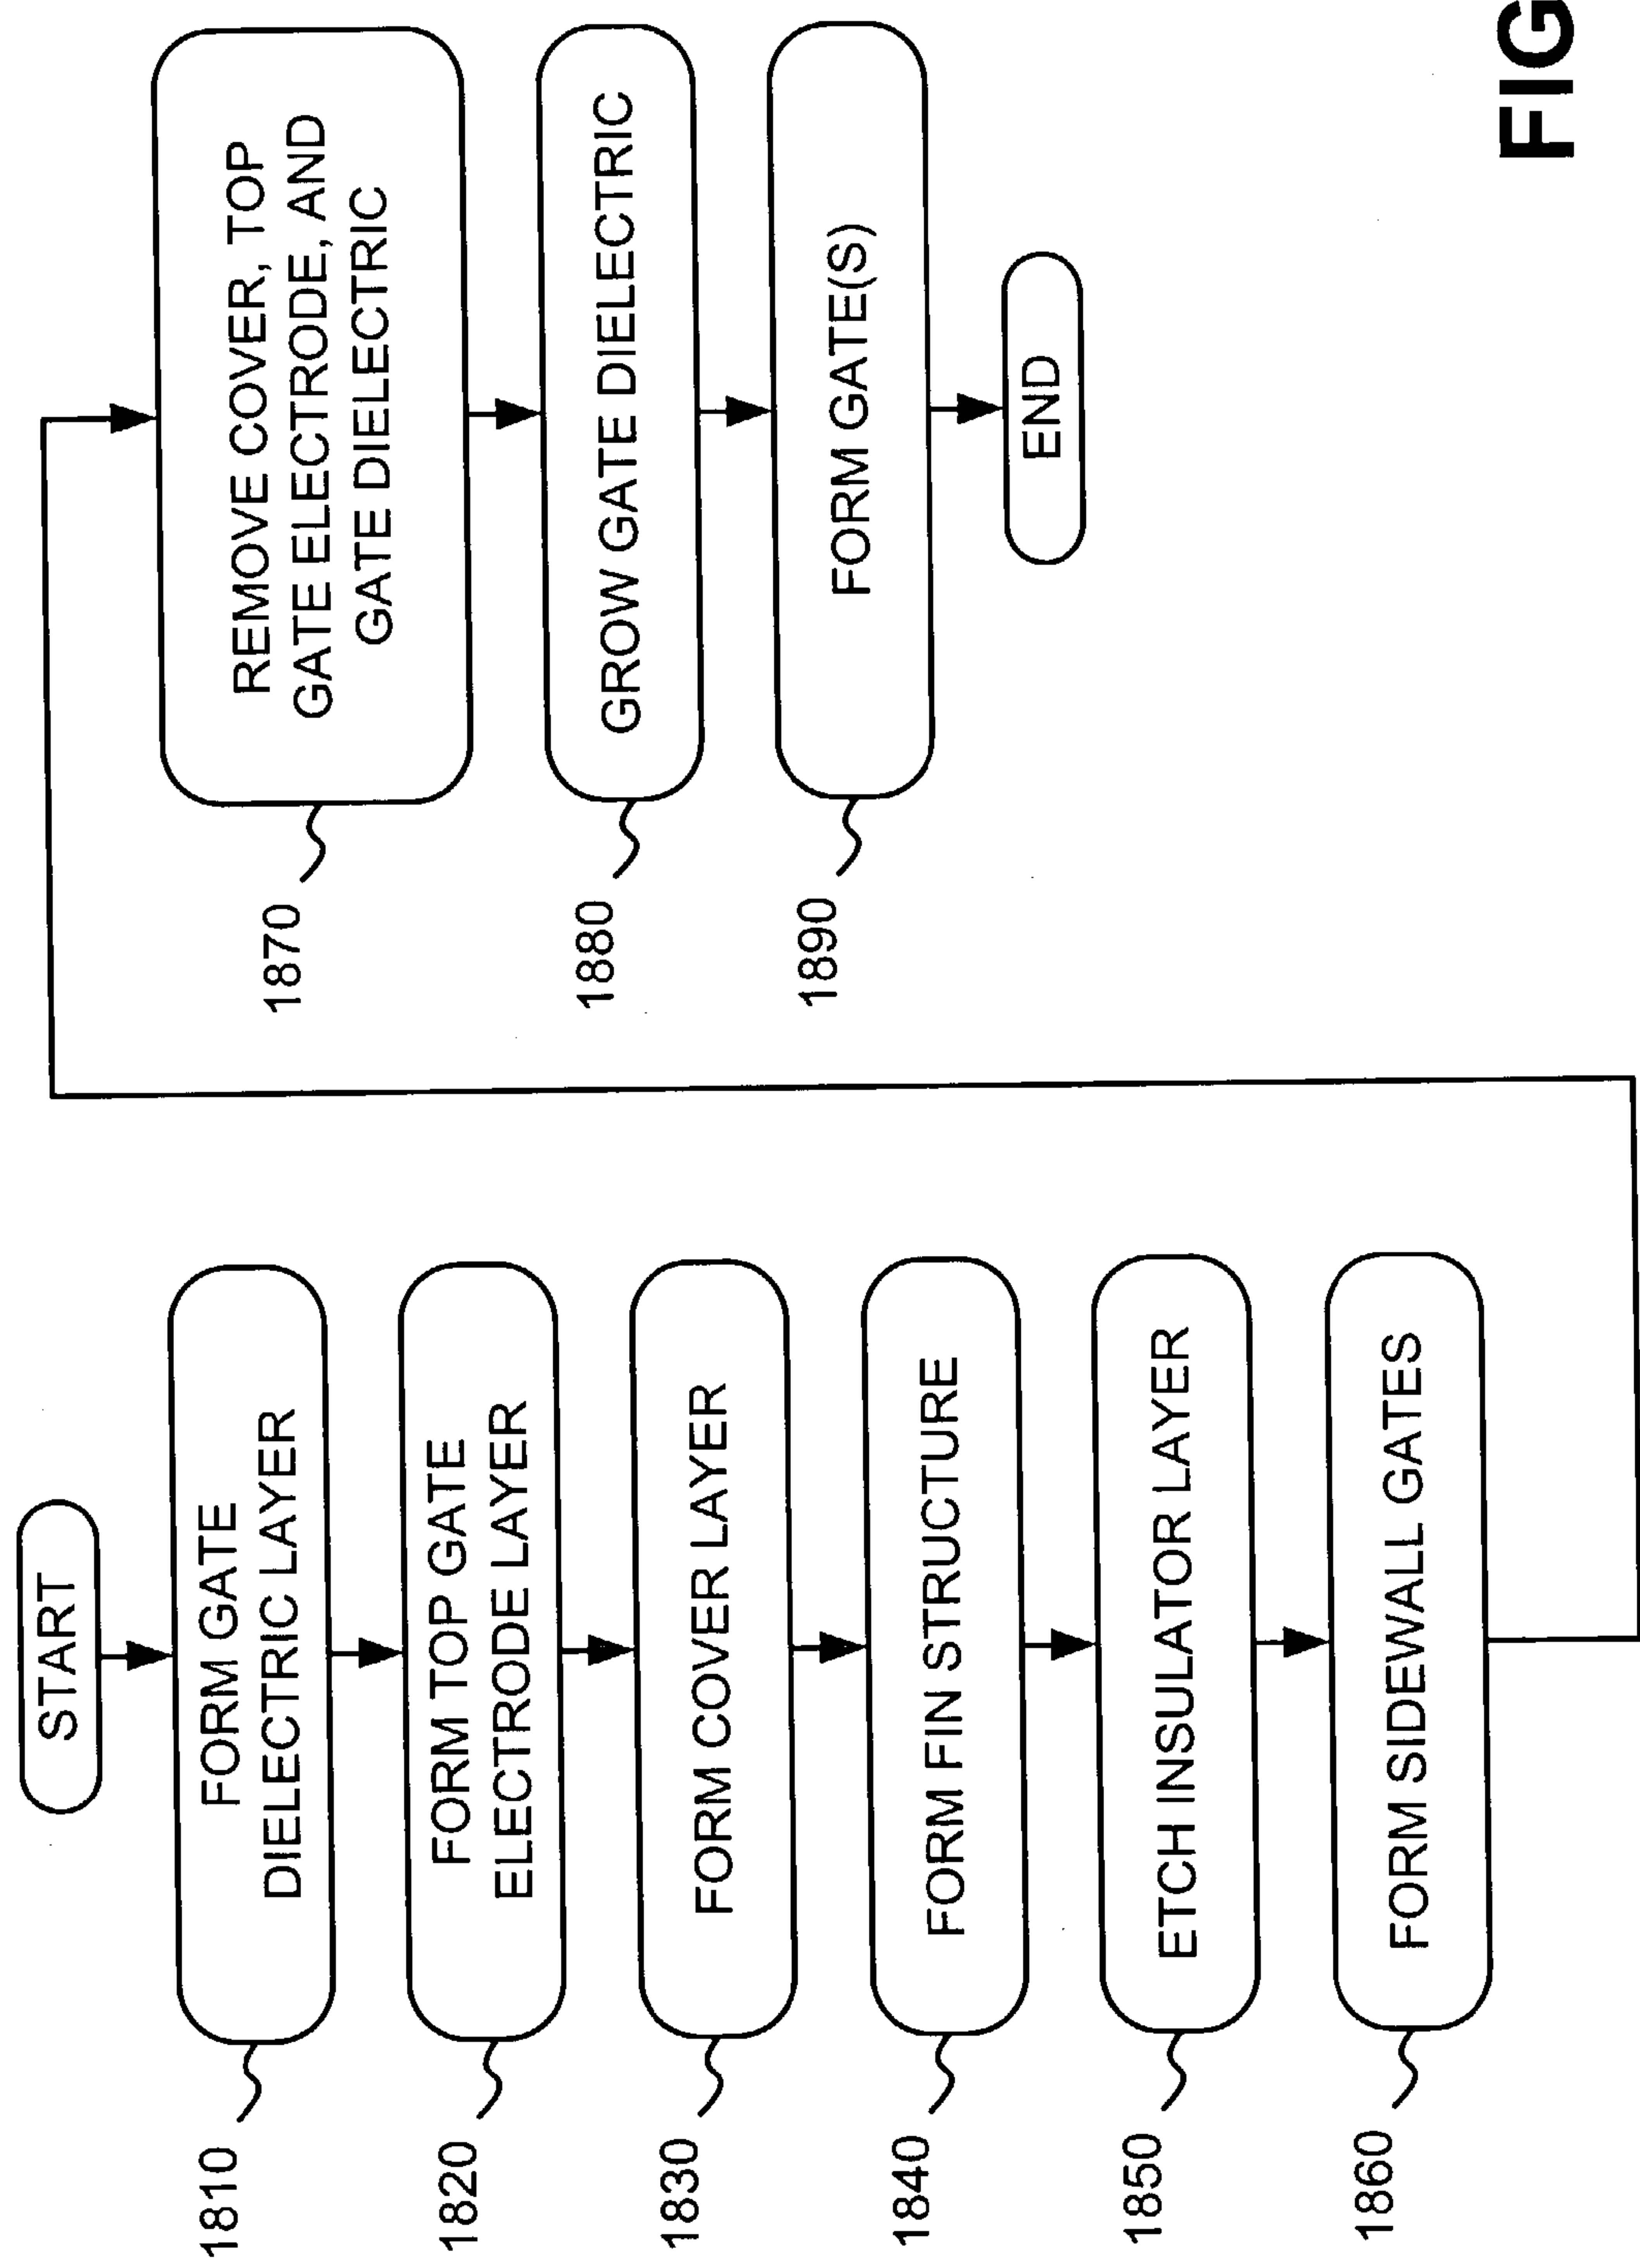 START
1810
FORM GATE
DIELECTRIC LAYER
1820
FORM TOP GATE
ELECTRODE LAYER
1830
FORM COVER LAYER
1840
FORM FIN STRUCTURE
1850
ETCH INSULATOR LAYER
1860
FORM SIDEWALL GATES
1870
REMOVE COVER, TOP
GATE ELECTRODE, AND
GATE DIELECTRIC
1880
GROW GATE DIELECTRIC
1890
FORM GATE(S)
END
FIG